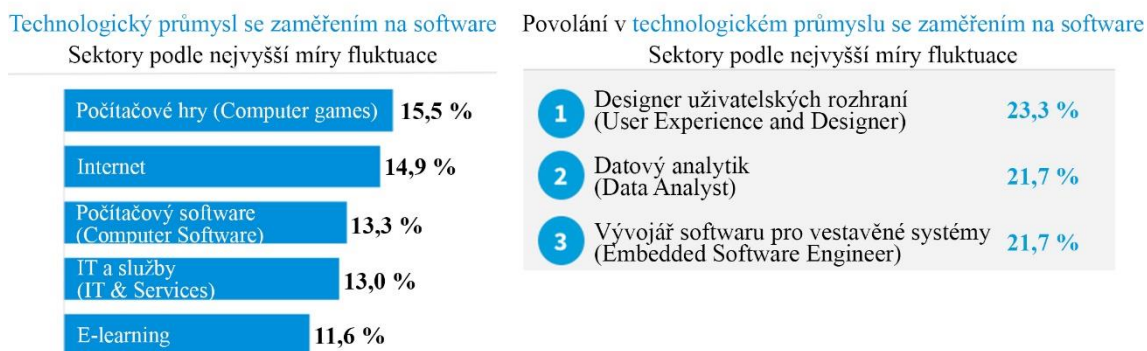 Technologický průmysl se zaměřením na software
Sektory podle nejvyšší míry fluktuace
Počítačové hry (Computer games)
15,5 %
Internet
14,9 %
Počítačový software
(Computer Software)
13,3 %
IT a služby
(IT & Services)
13,0 %
E-learning
11,6 %
Povolání v technologickém průmyslu se zaměřením na software
Sektory podle nejvyšší míry fluktuace
1
Designer uživatelských rozhraní
(User Experience and Designer)
23,3 %
2
Datový analytik
(Data Analyst)
21,7 %
3
Vývojář softwaru pro vestavěné systémy
(Embedded Software Engineer)
21,7 %